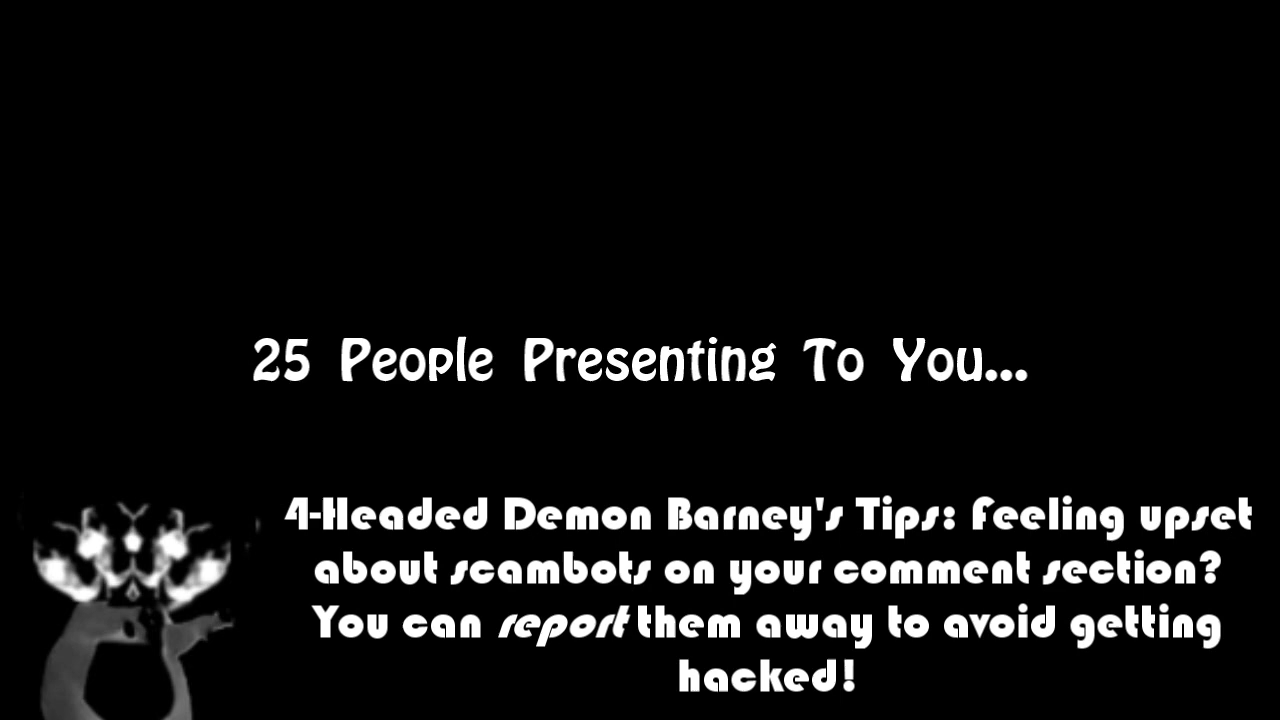 25 People Presenting To You...
4-Headed Demon Barney's Tips: Feeling upset
about scambots on your comment section?
You can report them away to avoid getting
hacked!